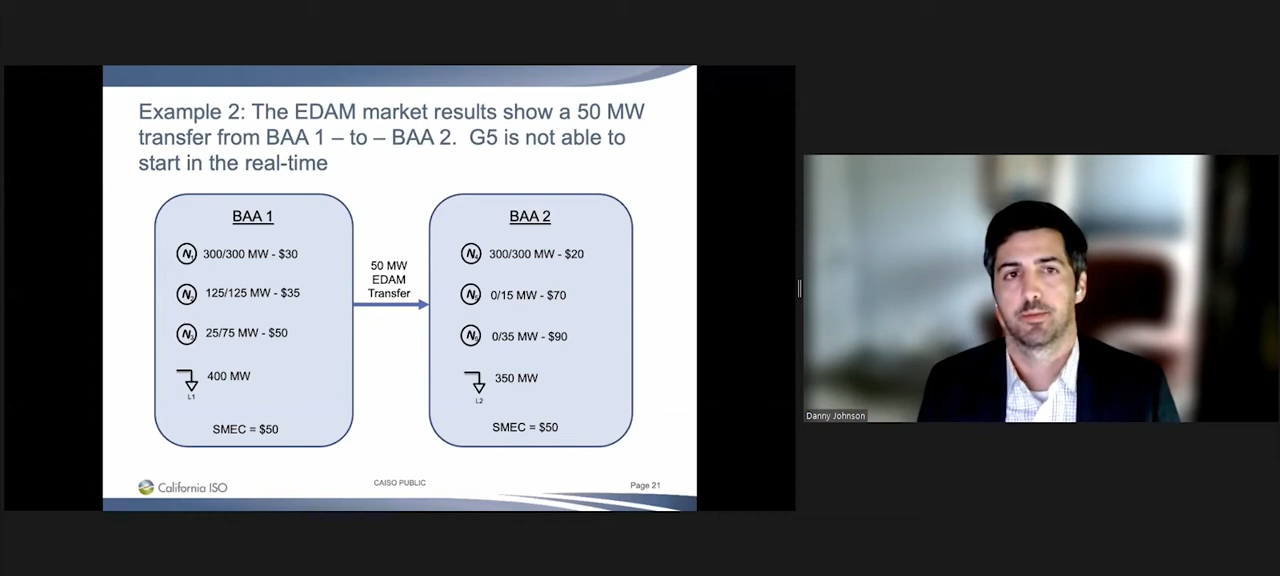 Example 2: The EDAM market results show a 50 MW
transfer from BAA 1 – to – BAA 2.  G5 is not able to
start in the real-time
BAA 1
300/300 MW - $30
125/125 MW - $35
25/75 MW - $50
400 MW
L1
SMEC = $50
50 MW
EDAM
Transfer
BAA 2
300/300 MW - $20
0/15 MW - $70
0/35 MW - $90
350 MW
L2
SMEC = $50
California ISO
CAISO PUBLIC
Page 21
Danny Johnson